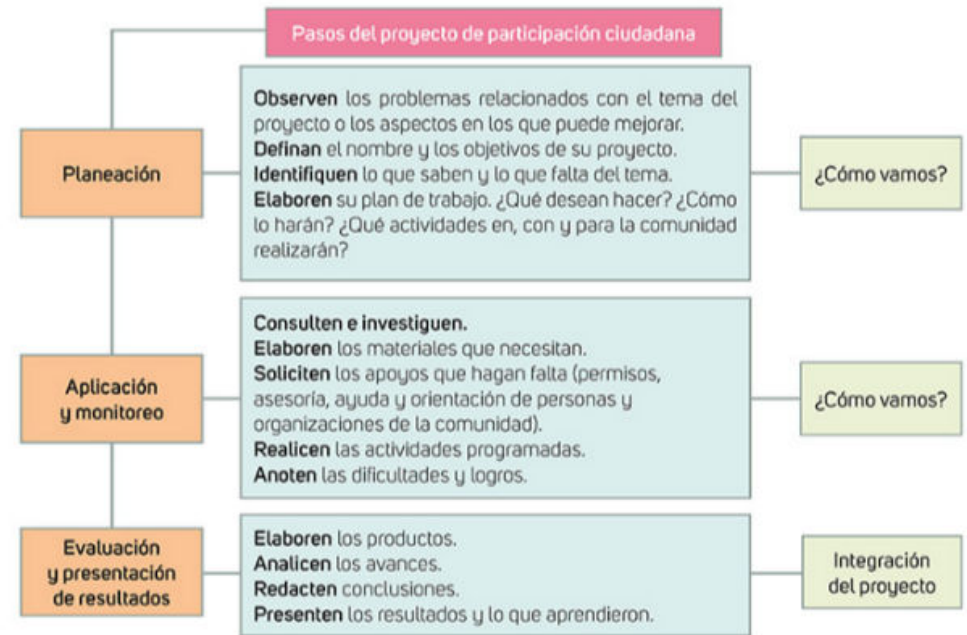 Pasos del proyecto de participación ciudadana
Planeación
Observen los problemas relacionados con el tema del
proyecto o los aspectos en los que puede mejorar.
Definan el nombre y los objetivos de su proyecto.
Identifiquen lo que saben y lo que falta del tema.
Elaboren su plan de trabajo. ¿Qué desean hacer? ¿Cómo
lo harán? ¿Qué actividades en, con y para la comunidad
realizarán?
¿Cómo vamos?
Aplicación
y monitoreo
Consulten e investiguen.
Elaboren los materiales que necesitan.
Soliciten los apoyos que hagan falta (permisos,
asesoría, ayuda y orientación de personas y
organizaciones de la comunidad).
Realicen las actividades programadas.
Anoten las dificultades y logros.
¿Cómo vamos?
Evaluación
y presentación
de resultados
Elaboren los productos.
Analicen los avances.
Redacten conclusiones.
Presenten los resultados y lo que aprendieron.
Integración
del proyecto